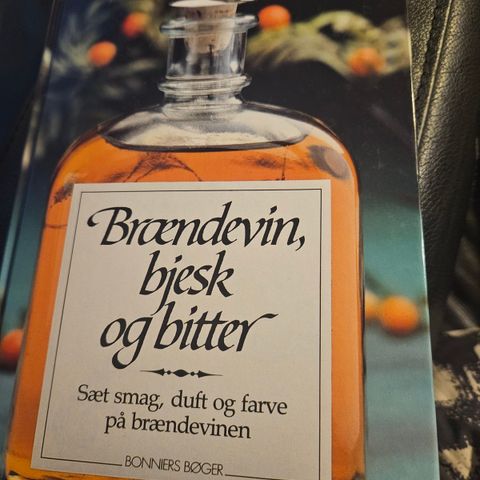 Brændevin,
bjesk
og bitter
Sæt smag, duft og farve
på brændevinen
BONNIERS BØGER